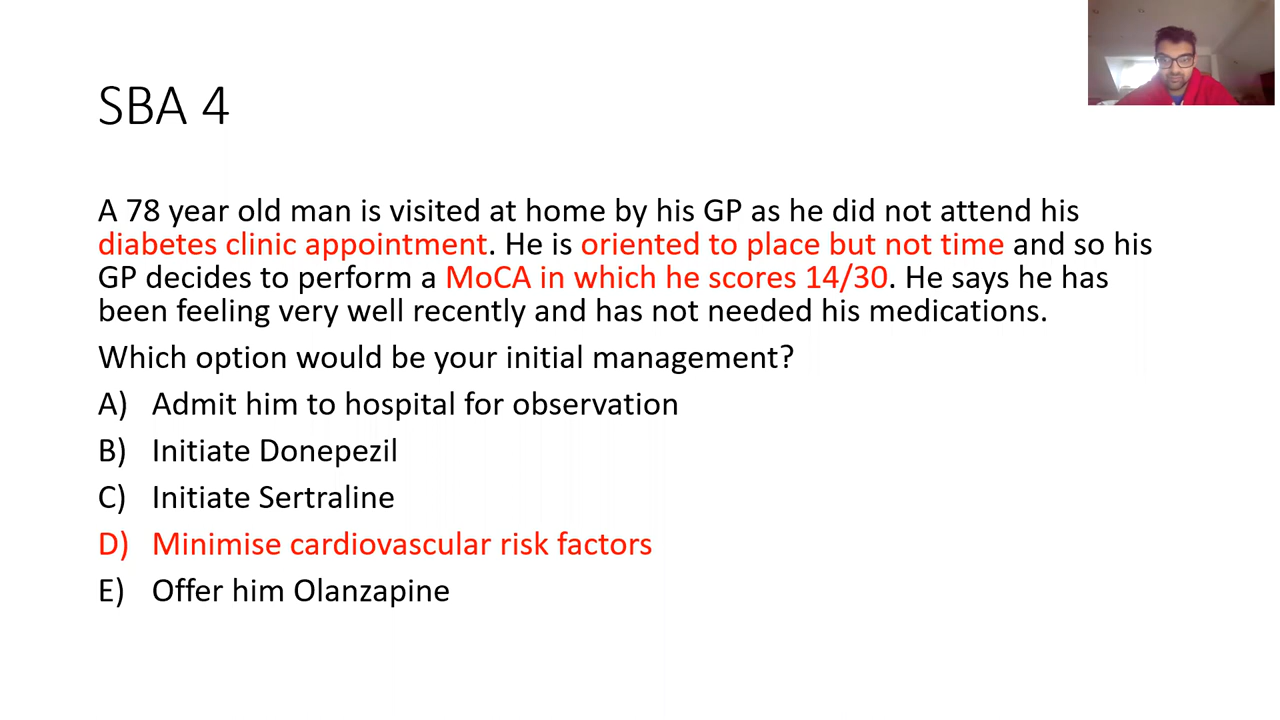 SBA 4
A 78 year old man is visited at home by his GP as he did not attend his
diabetes clinic appointment. He is oriented to place but not time and so his
GP decides to perform a MoCA in which he scores 14/30. He says he has
been feeling very well recently and has not needed his medications.
Which option would be your initial management?
A) Admit him to hospital for observation
B) Initiate Donepezil
C) Initiate Sertraline
D) Minimise cardiovascular risk factors
E) Offer him Olanzapine